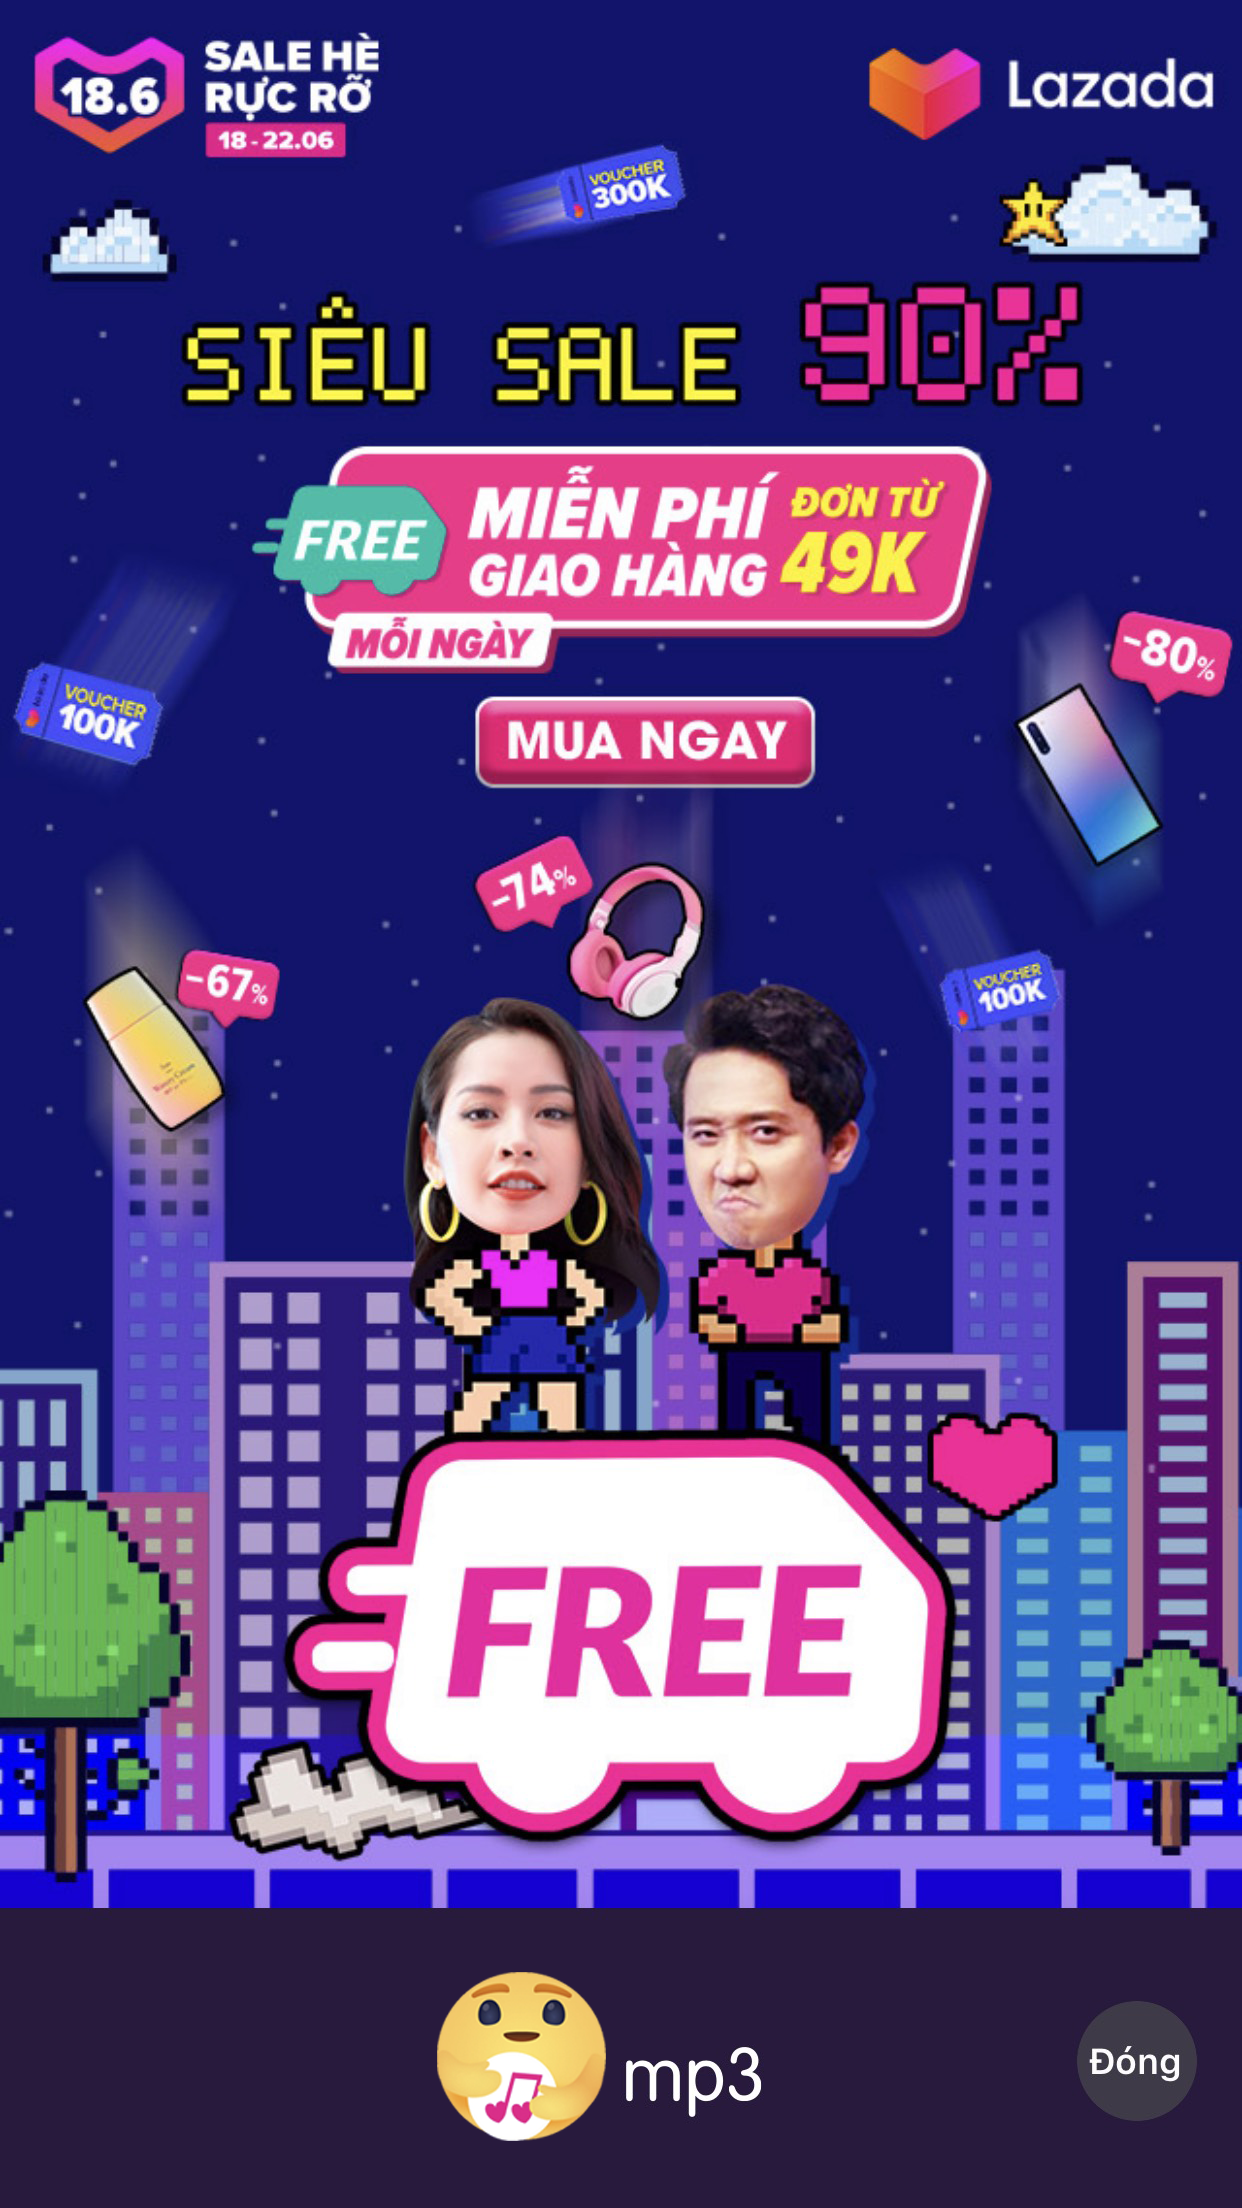 18.6
SALE HÈ
RỰC RỠ
18 - 22.06
Lazada
VOUCHER
300K
SIÊU SALE 90%
FREE
MIỄN PHÍ
GIAO HÀNG
ĐƠN TỪ
49K
MỖI NGÀY
-80%
VOUCHER
100K
MUA NGAY
-74%
-67%
VOUCHER
100K
FREE
mp3
Đóng